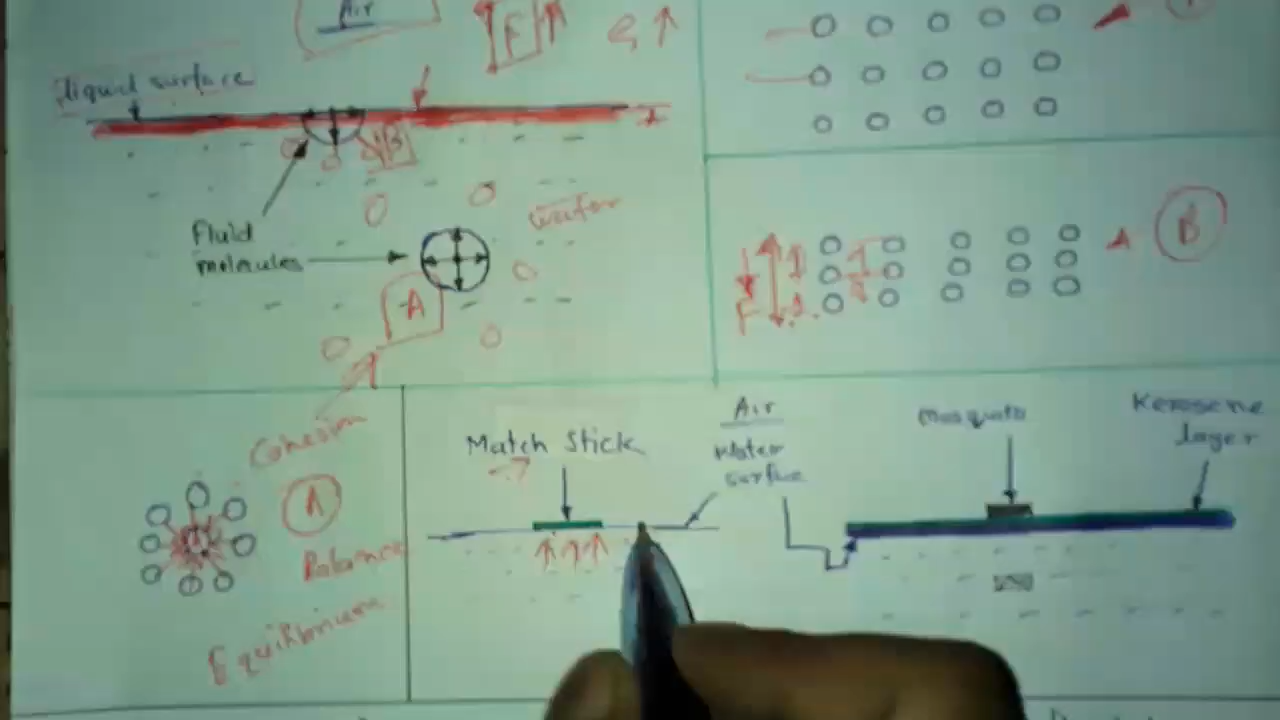 Air
F
liquid surface
B
Fluid
molecules
water
A
B
F
Cohesion
A
Balance
Equilibrium
Match Stick
Air
Water
surface
Mosquito
Kerosene
layer